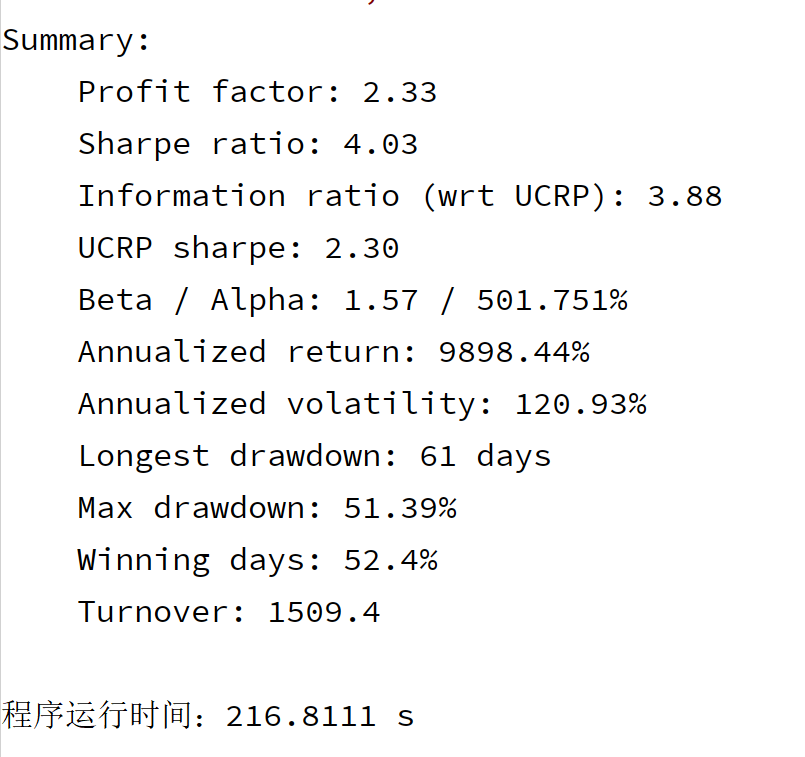 Summary:
Profit factor: 2.33
Sharpe ratio: 4.03
Information ratio (wrt UCRP): 3.88
UCRP sharpe: 2.30
Beta / Alpha: 1.57 / 501.751%
Annualized return: 9898.44%
Annualized volatility: 120.93%
Longest drawdown: 61 days
Max drawdown: 51.39%
Winning days: 52.4%
Turnover: 1509.4
程序运行时间：216.8111 s